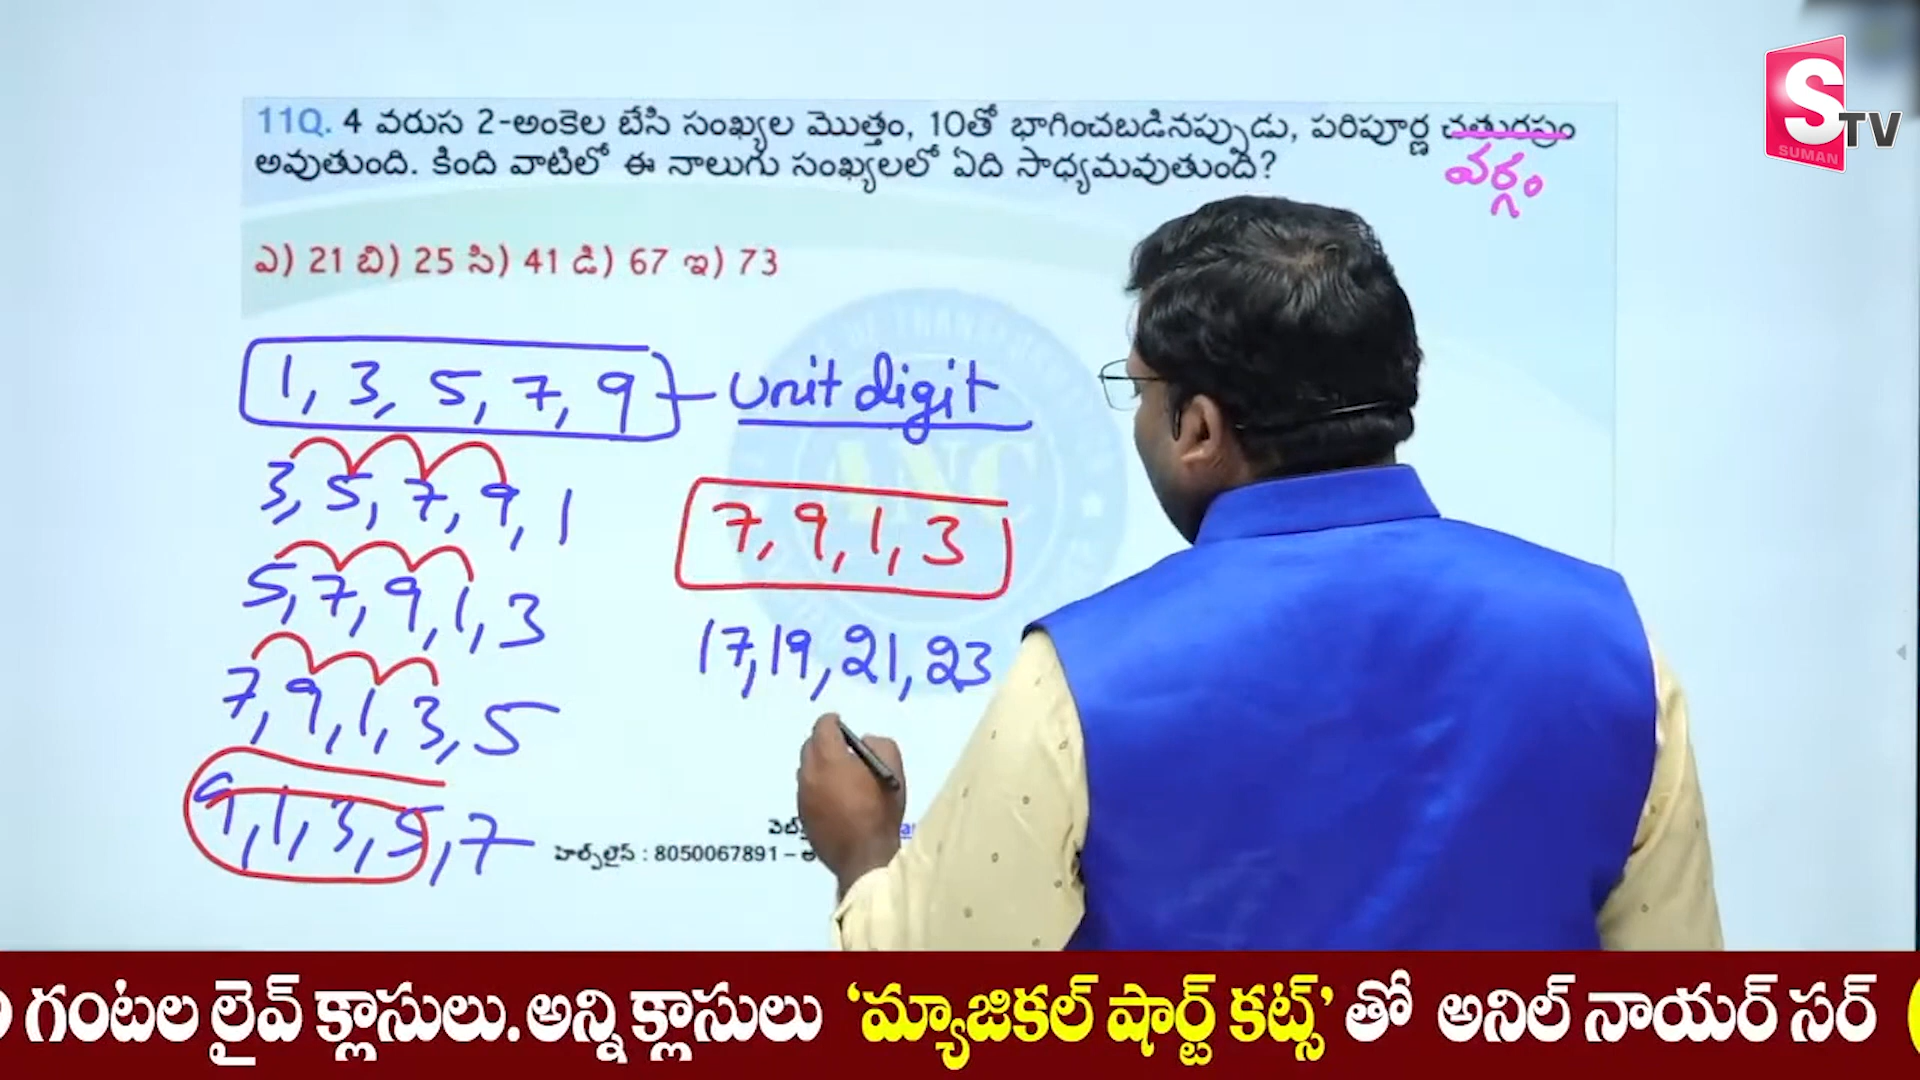 S TV
SUMAN
11Q. 4 వరుస 2-అంకెల బేసి సంఖ్యల మొత్తం, 10తో భాగించబడినప్పుడు, పరిపూర్ణ చతురస్రం
వర్గం
అవుతుంది. కింది వాటిలో ఈ నాలుగు సంఖ్యలలో ఏది సాధ్యమవుతుంది?
ఎ) 21 బి) 25 సి) 41 డి) 67 ఇ) 73
1, 3, 5, 7, 9 - Unit digit
3, 5, 7, 9, 1
7, 9, 1, 3
5, 7, 9, 1, 3
17, 19, 21, 23
7, 9, 1, 3, 5
9, 1, 3, 5, 7
హెల్ప్‌లైన్ : 8050067891 –
గంటల లైవ్ క్లాసులు. అన్ని క్లాసులు ‘మ్యాజికల్ షార్ట్ కట్స్’ తో అనిల్ నాయర్ సర్